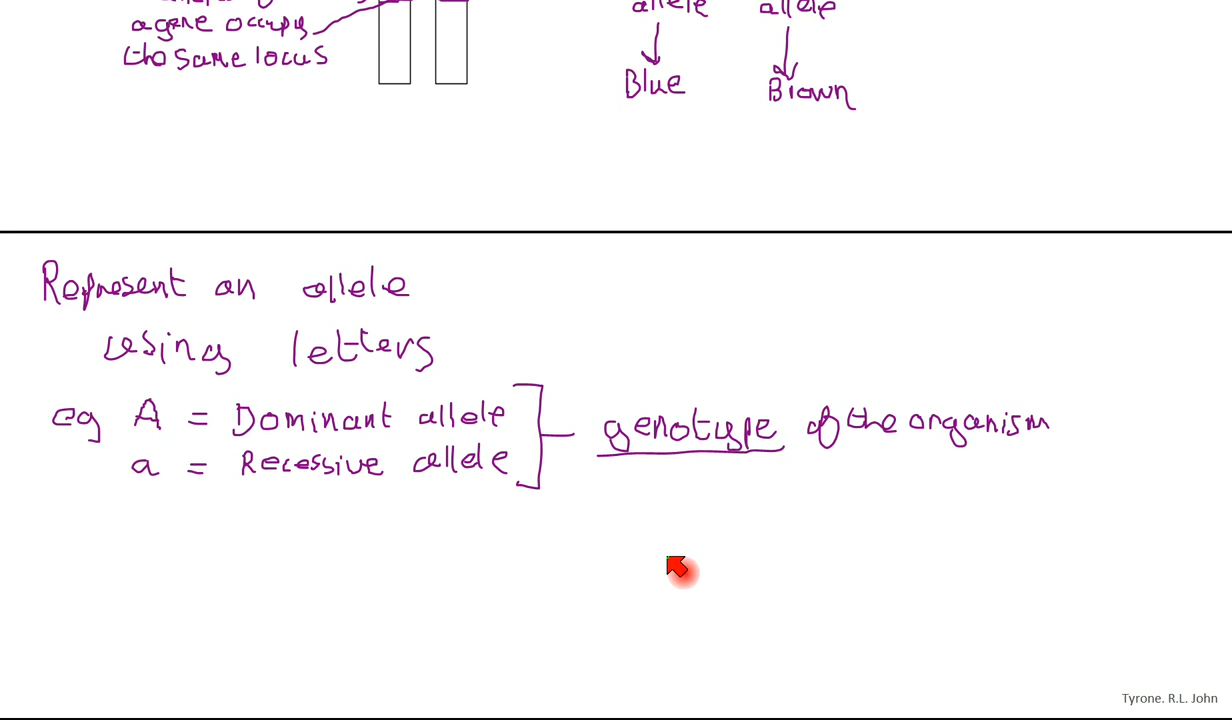 allele allele
a gene occupy
the same locus
Blue Brown
Represent an allele
using letters
eg A = Dominant allele
a = Recessive allele
genotype of the organism
Tyrone. R.L. John